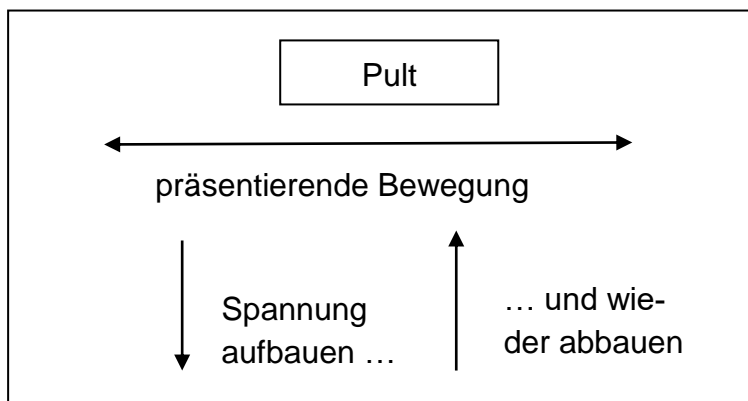 Pult
präsentierende Bewegung
Spannung
aufbauen …
… und wie-
der abbauen